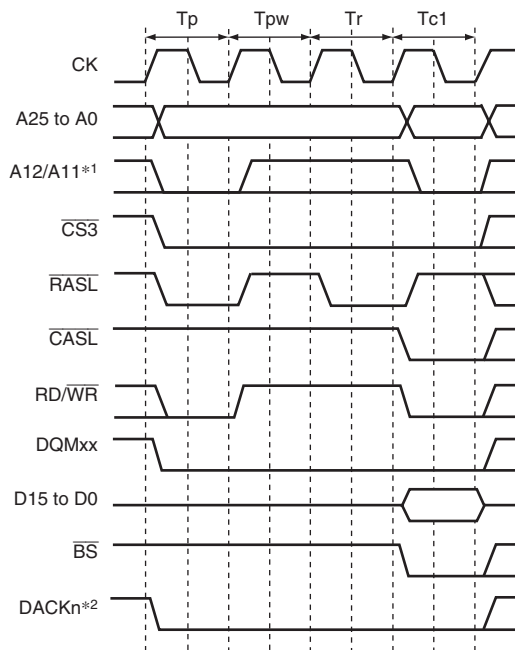 Tp Tpw Tr Tc1
CK
A25 to A0
A12/A11*1
CS3
RASL
CASL
RD/WR
DQMxx
D15 to D0
BS
DACKn*2